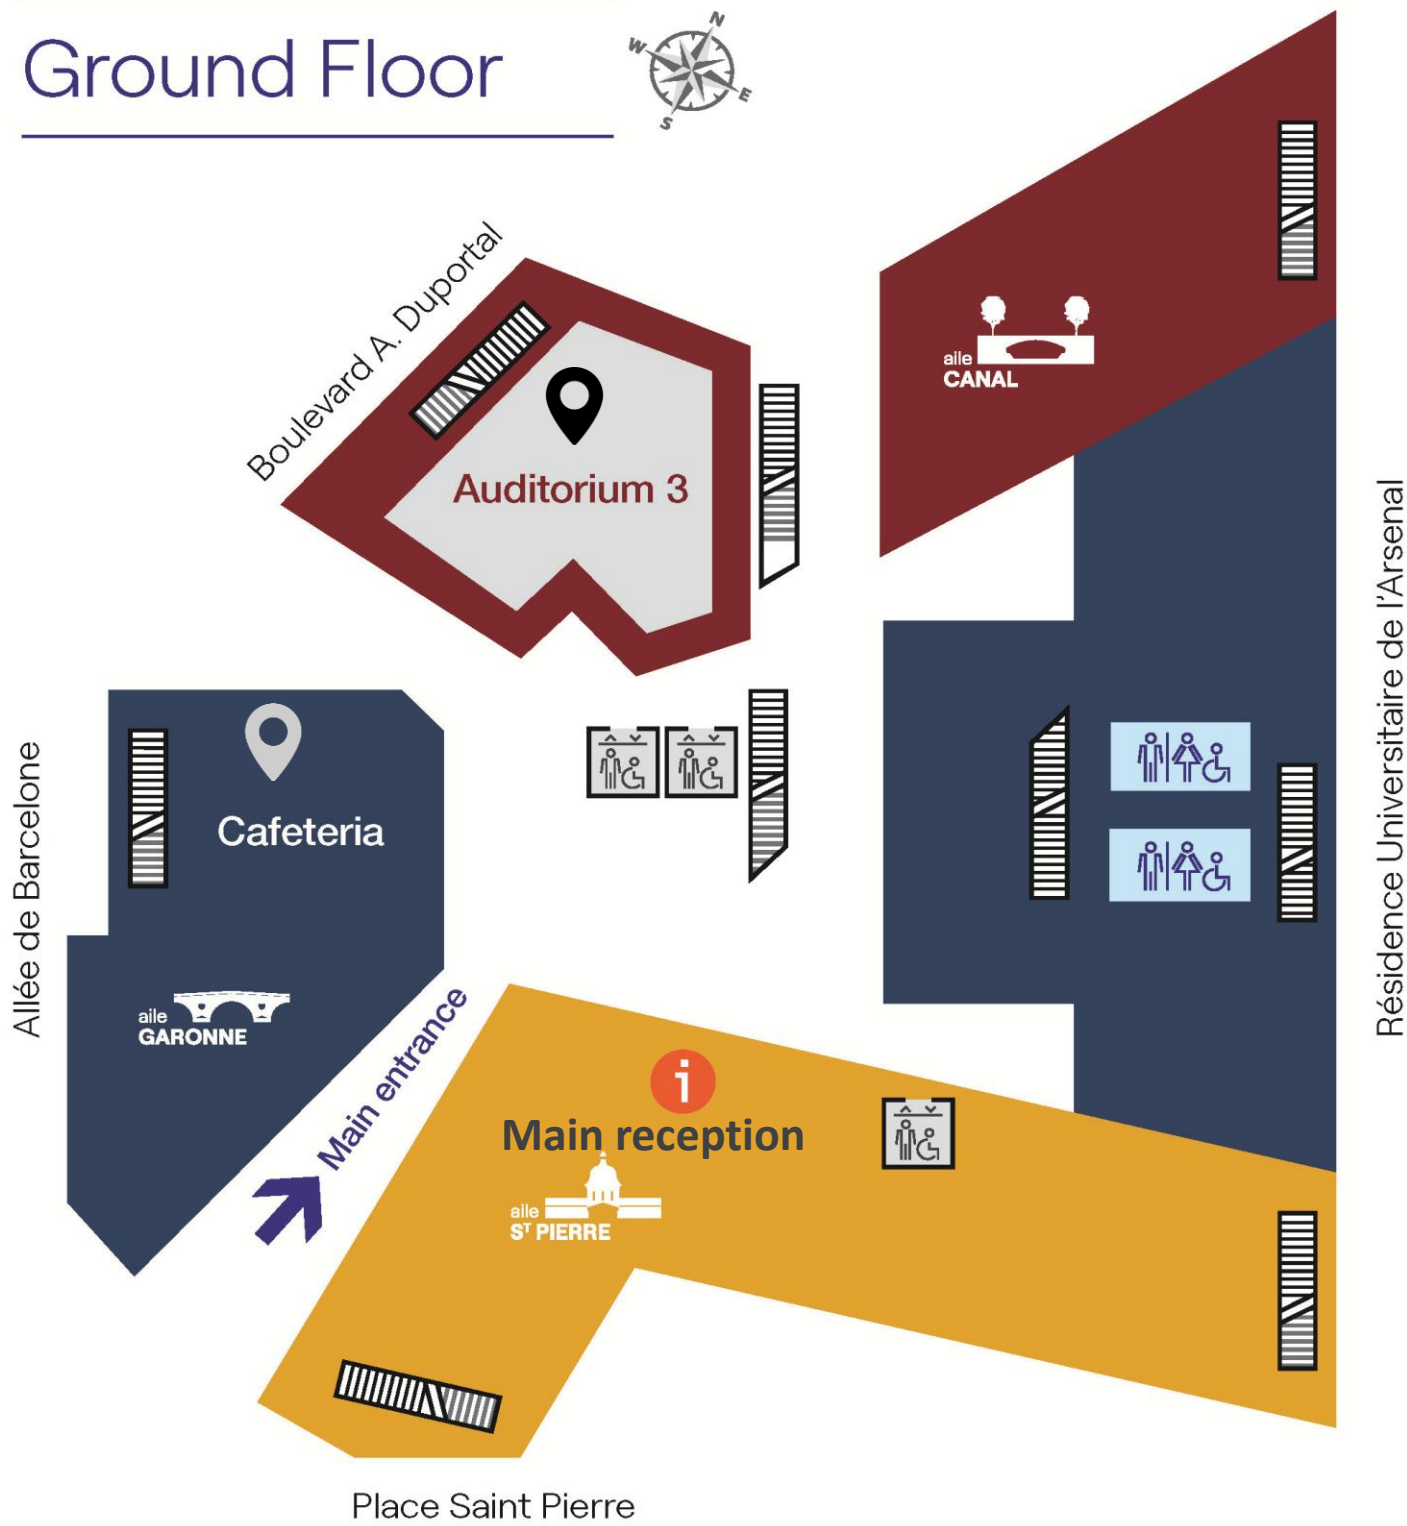 Ground Floor
N
W
E
S
Boulevard A. Duportal
aile
CANAL
Auditorium 3
Résidence Universitaire de l'Arsenal
Allée de Barcelone
Cafeteria
aile
GARONNE
Main entrance
i
Main reception
aile
Sᵀ PIERRE
Place Saint Pierre